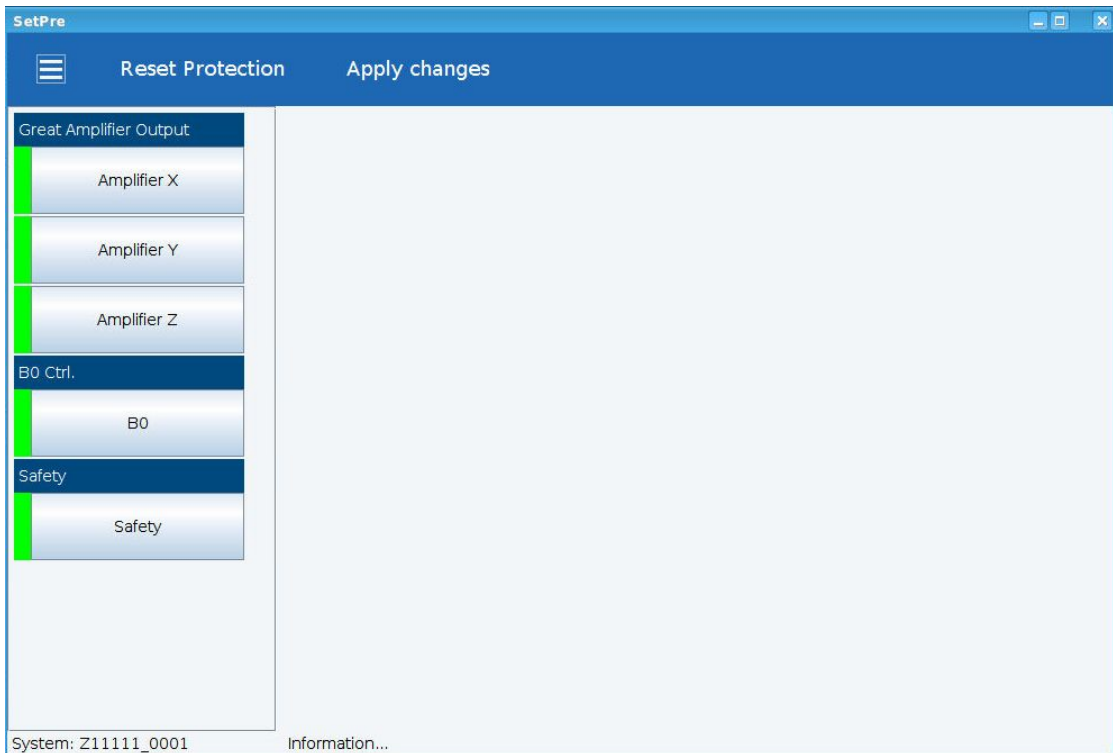 SetPre
Reset Protection Apply changes
Great Amplifier Output
Amplifier X
Amplifier Y
Amplifier Z
B0 Ctrl.
B0
Safety
Safety
System: Z11111_0001 Information...